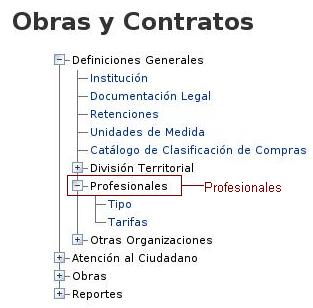 Obras y Contratos
Definiciones Generales
Institución
Documentación Legal
Retenciones
Unidades de Medida
Catálogo de Clasificación de Compras
División Territorial
Profesionales Profesionales
Tipo
Tarifas
Otras Organizaciones
Atención al Ciudadano
Obras
Reportes